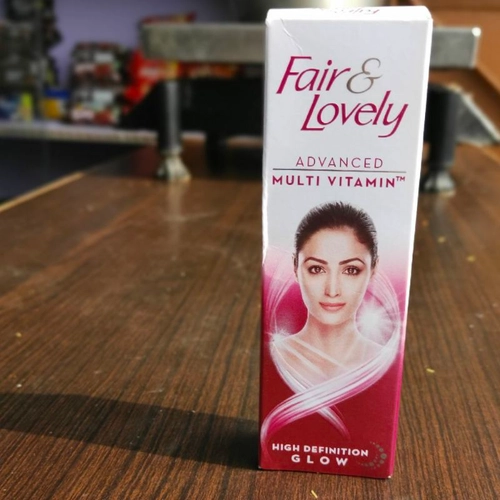 Fair &
Lovely
ADVANCED
MULTI VITAMIN™
HIGH DEFINITION
GLOW